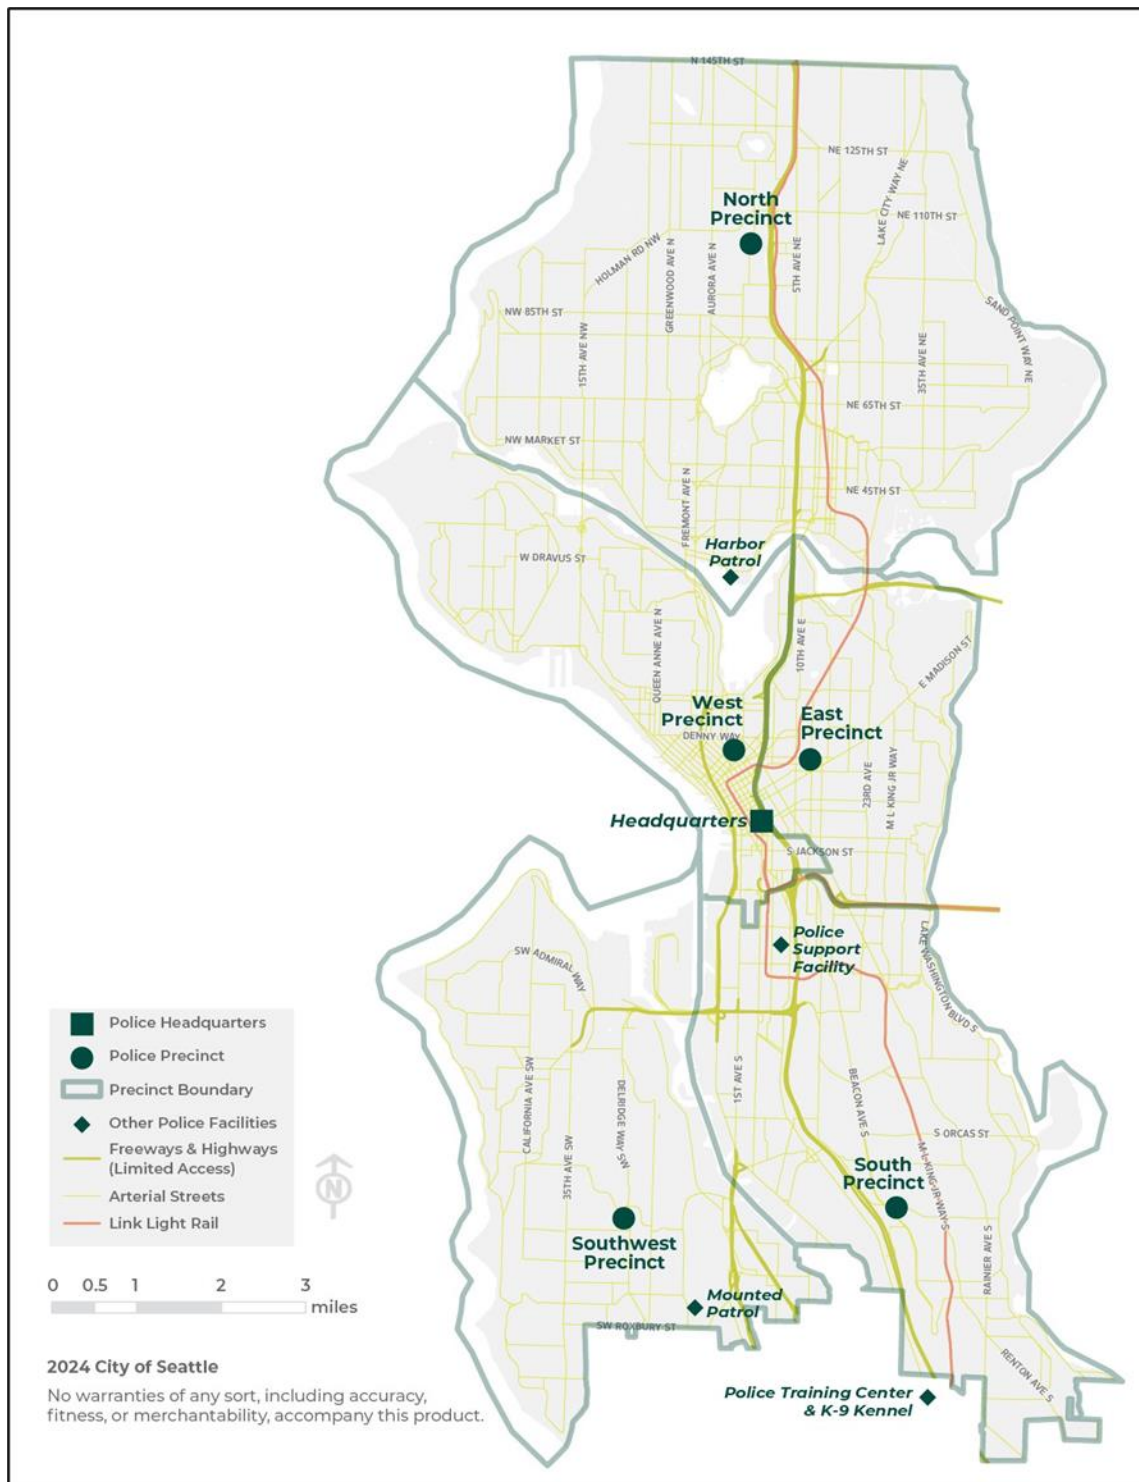 N 145TH ST
NE 125TH ST
LAKE CITY WAY NE
North
Precinct
NE 110TH ST
HOLMAN RD NW
GREENWOOD AVE N
AURORA AVE N
5TH AVE NE
NW 85TH ST
SAND POINT WAY NE
15TH AVE NW
35TH AVE NE
NE 65TH ST
NW MARKET ST
NE 45TH ST
FREMONT AVE N
Harbor
Patrol
W DRAVUS ST
QUEEN ANNE AVE N
10TH AVE E
E MADISON ST
West
Precinct
DENNY WAY
East
Precinct
23RD AVE
M L KING JR WAY
Headquarters
S JACKSON ST
Police
Support
Facility
LAKE WASHINGTON BLVD S
SW ADMIRAL WAY
CALIFORNIA AVE SW
35TH AVE SW
DELRIDGE WAY SW
1ST AVE S
BEACON AVE S
S ORCAS ST
M L KING JR WAY S
South
Precinct
RAINIER AVE S
Southwest
Precinct
Mounted
Patrol
SW ROXBURY ST
RENTON AVE S
Police Training Center
& K-9 Kennel
Police Headquarters
Police Precinct
Precinct Boundary
Other Police Facilities
Freeways & Highways
(Limited Access)
Arterial Streets
Link Light Rail
N
0 0.5 1 2 3
miles
2024 City of Seattle
No warranties of any sort, including accuracy,
fitness, or merchantability, accompany this product.